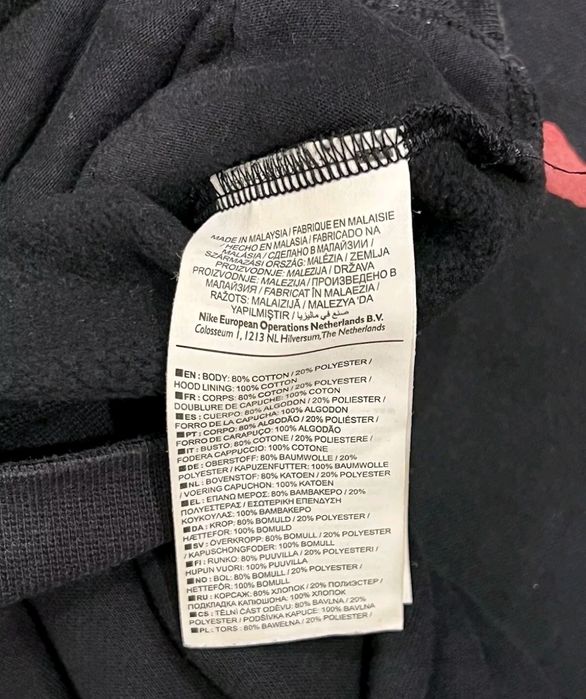 MADE IN MALAYSIA / FABRIQUE EN MALAISIE
/ HECHO EN MALASIA / FABRICADO NA
MALÁSIA / СДЕЛАНО В МАЛАЙЗИИ /
SZÁRMAZÁSI ORSZÁG: MALÉZIA / ZEMLJA
PROIZVODNJE: MALEZIJA / DRŽAVA
PROIZVODNJE: MALEZIJA / ПРОИЗВЕДЕНО В
МАЛАЙЗИЯ / FABRICAT ÎN MALAEZIA /
RAŽOTS: MALAIZIJĀ / MALEZYA 'DA
YAPILMIŞTIR / صنع في ماليزيا
Nike European Operations Netherlands B.V.
Colosseum 1, 1213 NL Hilversum, The Netherlands
EN: BODY: 80% COTTON / 20% POLYESTER /
HOOD LINING: 100% COTTON
FR: CORPS: 80% COTON / 20% POLYESTER /
DOUBLURE DE CAPUCHE: 100% COTON
ES: CUERPO: 80% ALGODON / 20% POLIESTER /
FORRO DE LA CAPUCHA: 100% ALGODON
PT: CORPO: 80% ALGODÃO / 20% POLIÉSTER /
FORRO DE CARAPUÇO: 100% ALGODÃO
IT: BUSTO: 80% COTONE / 20% POLIESTERE /
FODERA CAPPUCCIO: 100% COTONE
DE: OBERSTOFF: 80% BAUMWOLLE / 20%
POLYESTER / KAPUZENFUTTER: 100% BAUMWOLLE
NL: BOVENSTOF: 80% KATOEN / 20% POLYESTER
/ VOERING CAPUCHON: 100% KATOEN
EL: ΕΠΑΝΩ ΜΕΡΟΣ: 80% ΒΑΜΒΑΚΕΡΟ / 20%
ΠΟΛΥΕΣΤΕΡΑΣ / ΕΣΩΤΕΡΙΚΗ ΕΠΕΝΔΥΣΗ
ΚΟΥΚΟΥΛΑΣ: 100% ΒΑΜΒΑΚΕΡΟ
DA: KROP: 80% BOMULD / 20% POLYESTER /
HÆTTEFOR: 100% BOMULD
SV: ÖVERKROPP: 80% BOMULL / 20% POLYESTER
/ KAPUSCHONGFODER: 100% BOMULL
FI: RUNKO: 80% PUUVILLA / 20% POLYESTERI /
HUPUN VUORI: 100% PUUVILLA
NO: BOL: 80% BOMULL / 20% POLYESTER /
HETTEFÔR: 100% BOMULL
RU: КОРСАЖ: 80% ХЛОПОК / 20% ПОЛИЭСТЕР /
ПОДКЛАДКА КАПЮШОНА: 100% ХЛОПОК
CS: TĚLNÍ ČÁST ODĚVU: 80% BAVLNA / 20%
POLYESTER / PODŠÍVKA KAPUCE: 100% BAVLNA
PL: TORS: 80% BAWEŁNA / 20% POLIESTER /